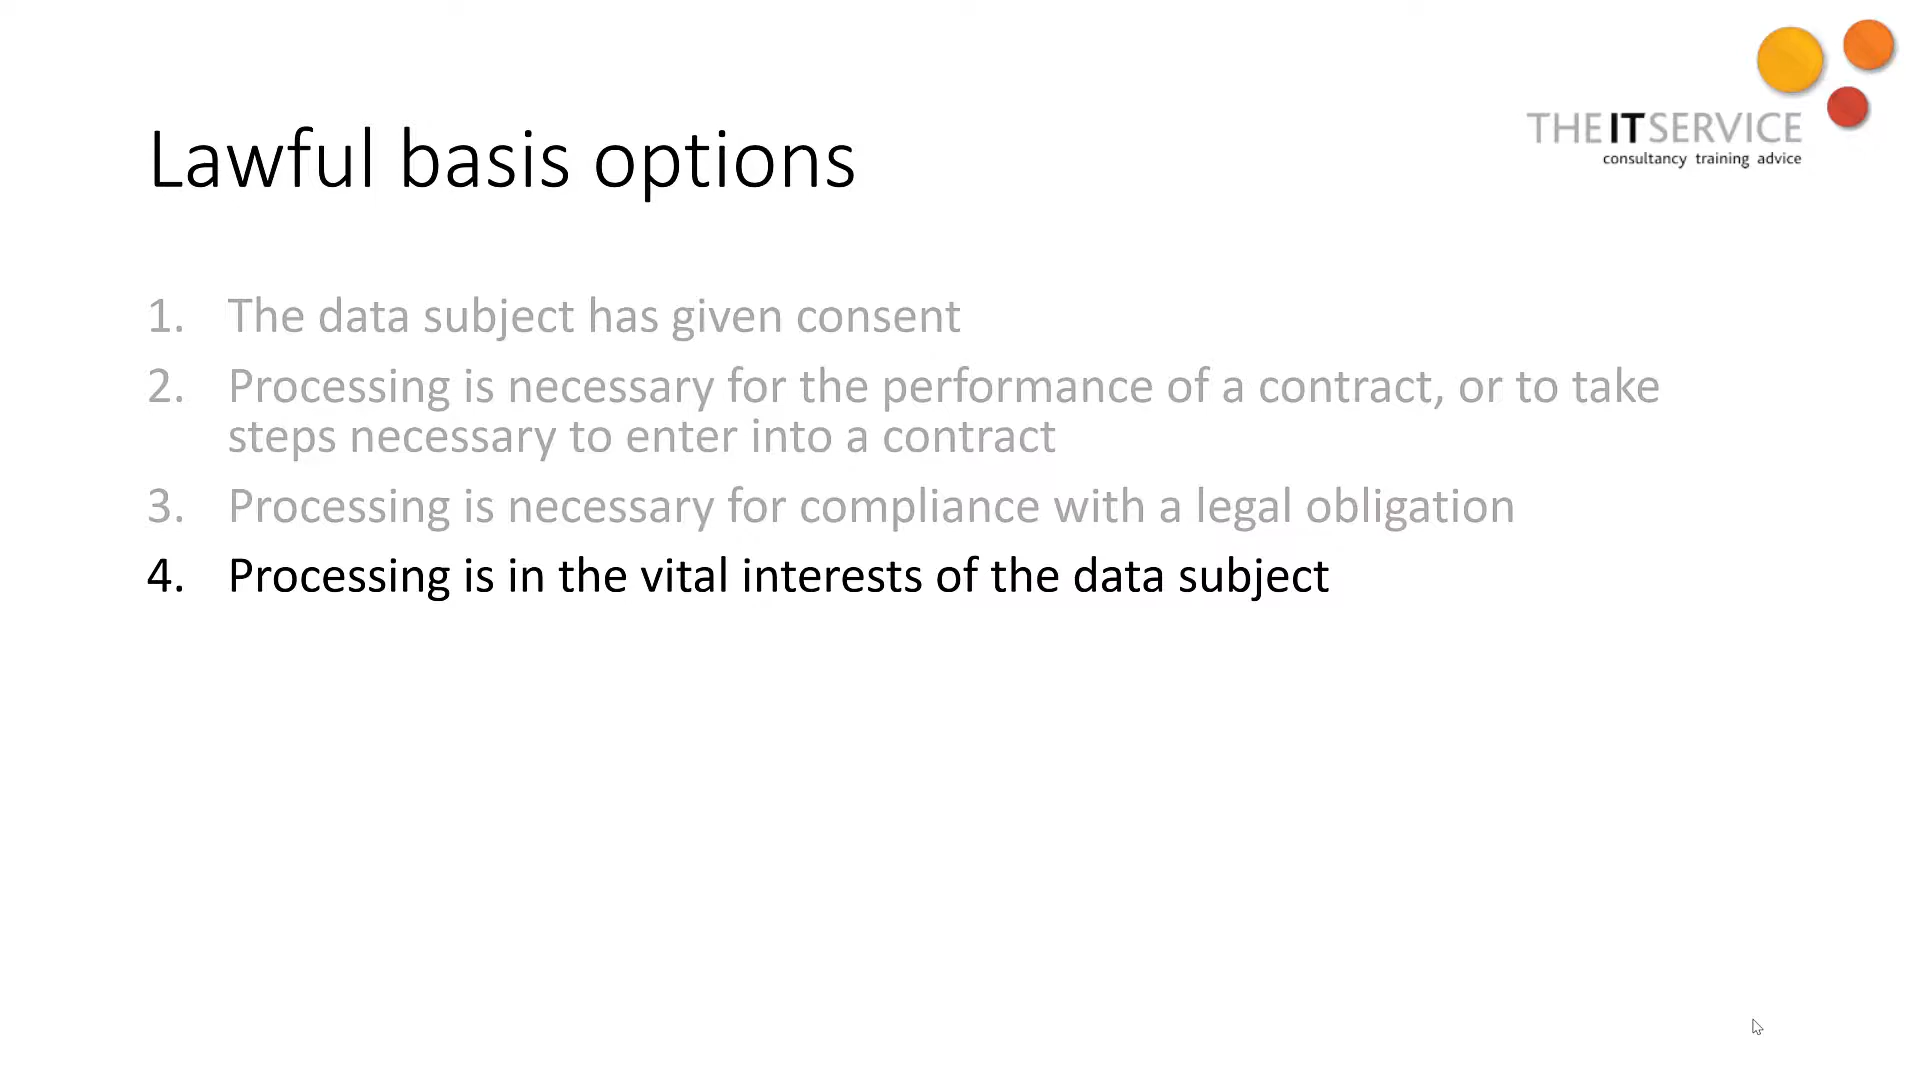 THE IT SERVICE
consultancy training advice
Lawful basis options
1. The data subject has given consent
2. Processing is necessary for the performance of a contract, or to take
steps necessary to enter into a contract
3. Processing is necessary for compliance with a legal obligation
4. Processing is in the vital interests of the data subject